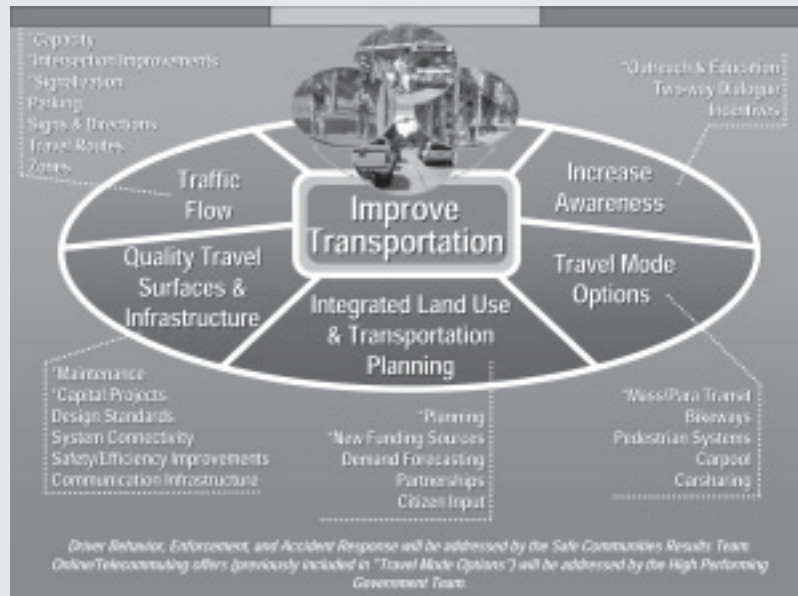 *Capacity
*Intersection Improvements
*Signalization
Parking
Signs & Directions
Travel Routes
Zones
*Outreach & Education
Two-way Dialogue
Incentives
Traffic
Flow
Improve
Transportation
Increase
Awareness
Quality Travel
Surfaces &
Infrastructure
Integrated Land Use
& Transportation
Planning
Travel Mode
Options
*Maintenance
*Capital Projects
Design Standards
System Connectivity
Safety/Efficiency Improvements
Communication Infrastructure
*Planning
*New Funding Sources
Demand Forecasting
Partnerships
Citizen Input
*Mass/Para Transit
Bikeways
Pedestrian Systems
Carpool
Carsharing
Driver Behavior, Enforcement, and Accident Response will be addressed by the Safe Communities Results Team.
Online/Telecommuting offers (previously included in "Travel Mode Options") will be addressed by the High Performing
Government Team.